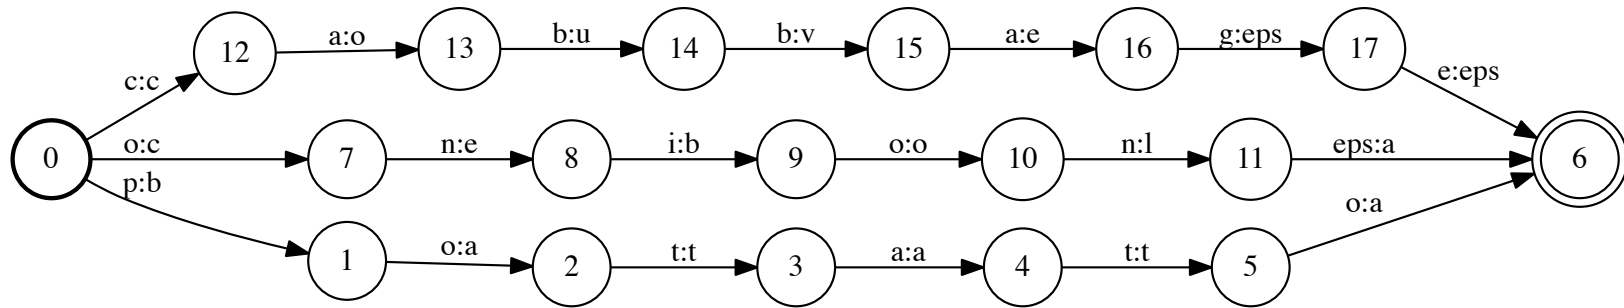 12 a:o 13 b:u 14 b:v 15 a:e 16 g:eps 17 e:eps
c:c
0 o:c 7 n:e 8 i:b 9 o:o 10 n:l 11 eps:a 6
p:b
1 o:a 2 t:t 3 a:a 4 t:t 5 o:a